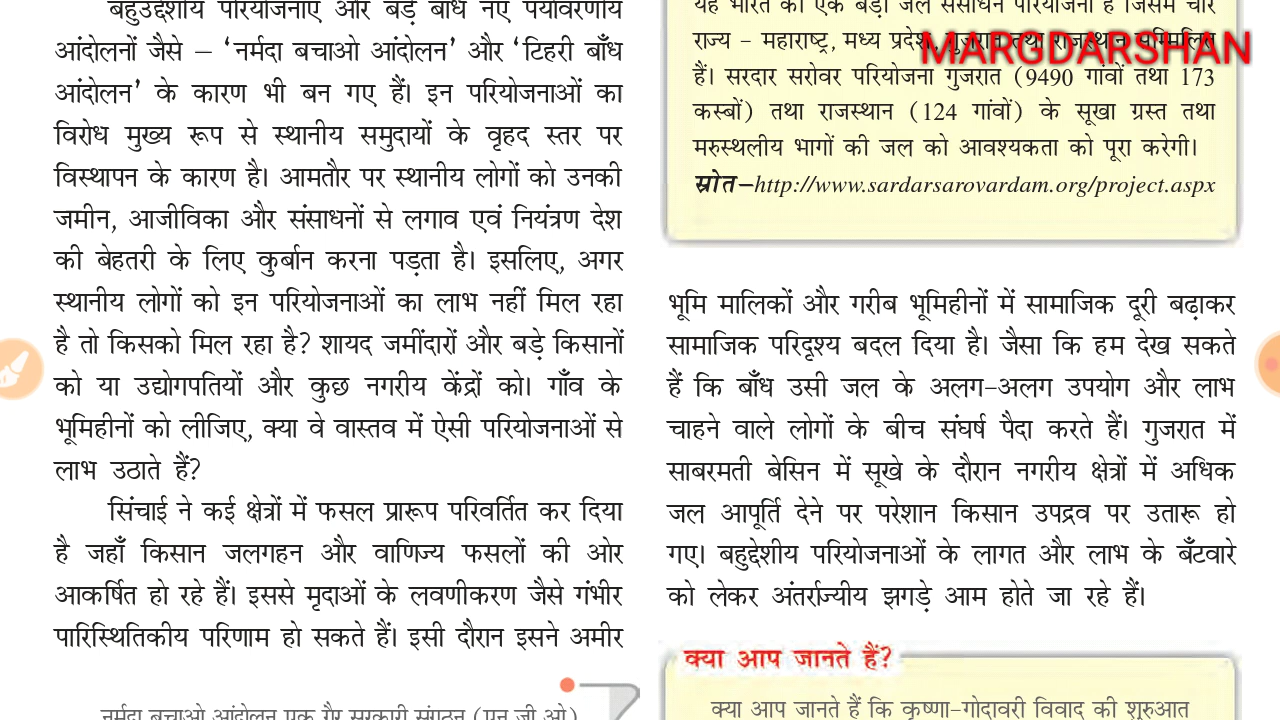 बहुउद्देशीय परियोजनाएँ और बड़े बाँध नए पर्यावरणीय
आंदोलनों जैसे – ‘नर्मदा बचाओ आंदोलन’ और ‘टिहरी बाँध
आंदोलन’ के कारण भी बन गए हैं। इन परियोजनाओं का
विरोध मुख्य रूप से स्थानीय समुदायों के वृहद स्तर पर
विस्थापन के कारण है। आमतौर पर स्थानीय लोगों को उनकी
जमीन, आजीविका और संसाधनों से लगाव एवं नियंत्रण देश
की बेहतरी के लिए कुर्बान करना पड़ता है। इसलिए, अगर
स्थानीय लोगों को इन परियोजनाओं का लाभ नहीं मिल रहा
है तो किसको मिल रहा है? शायद जमींदारों और बड़े किसानों
को या उद्योगपतियों और कुछ नगरीय केंद्रों को। गाँव के
भूमिहीनों को लीजिए, क्या वे वास्तव में ऐसी परियोजनाओं से
लाभ उठाते हैं?
सिंचाई ने कई क्षेत्रों में फसल प्रारूप परिवर्तित कर दिया
है जहाँ किसान जलगहन और वाणिज्य फसलों की ओर
आकर्षित हो रहे हैं। इससे मृदाओं के लवणीकरण जैसे गंभीर
पारिस्थितिकीय परिणाम हो सकते हैं। इसी दौरान इसने अमीर
नर्मदा बचाओ आंदोलन एक गैर सरकारी संगठन (एन.जी.ओ)
यह भारत की एक बड़ी जल संसाधन परियोजना है जिसमें चार
राज्य – महाराष्ट्र, मध्य प्रदेश, गुजरात तथा राजस्थान सम्मिलित
MARGDARSHAN
हैं। सरदार सरोवर परियोजना गुजरात (9490 गांवों तथा 173
कस्बों) तथा राजस्थान (124 गांवों) के सूखा ग्रस्त तथा
मरुस्थलीय भागों की जल को आवश्यकता को पूरा करेगी।
स्रोत–http://www.sardarsarovardam.org/project.aspx
भूमि मालिकों और गरीब भूमिहीनों में सामाजिक दूरी बढ़ाकर
सामाजिक परिदृश्य बदल दिया है। जैसा कि हम देख सकते
हैं कि बाँध उसी जल के अलग-अलग उपयोग और लाभ
चाहने वाले लोगों के बीच संघर्ष पैदा करते हैं। गुजरात में
साबरमती बेसिन में सूखे के दौरान नगरीय क्षेत्रों में अधिक
जल आपूर्ति देने पर परेशान किसान उपद्रव पर उतारू हो
गए। बहुद्देशीय परियोजनाओं के लागत और लाभ के बँटवारे
को लेकर अंतर्राज्यीय झगड़े आम होते जा रहे हैं।
क्या आप जानते हैं?
क्या आप जानते हैं कि कृष्णा-गोदावरी विवाद की शुरुआत